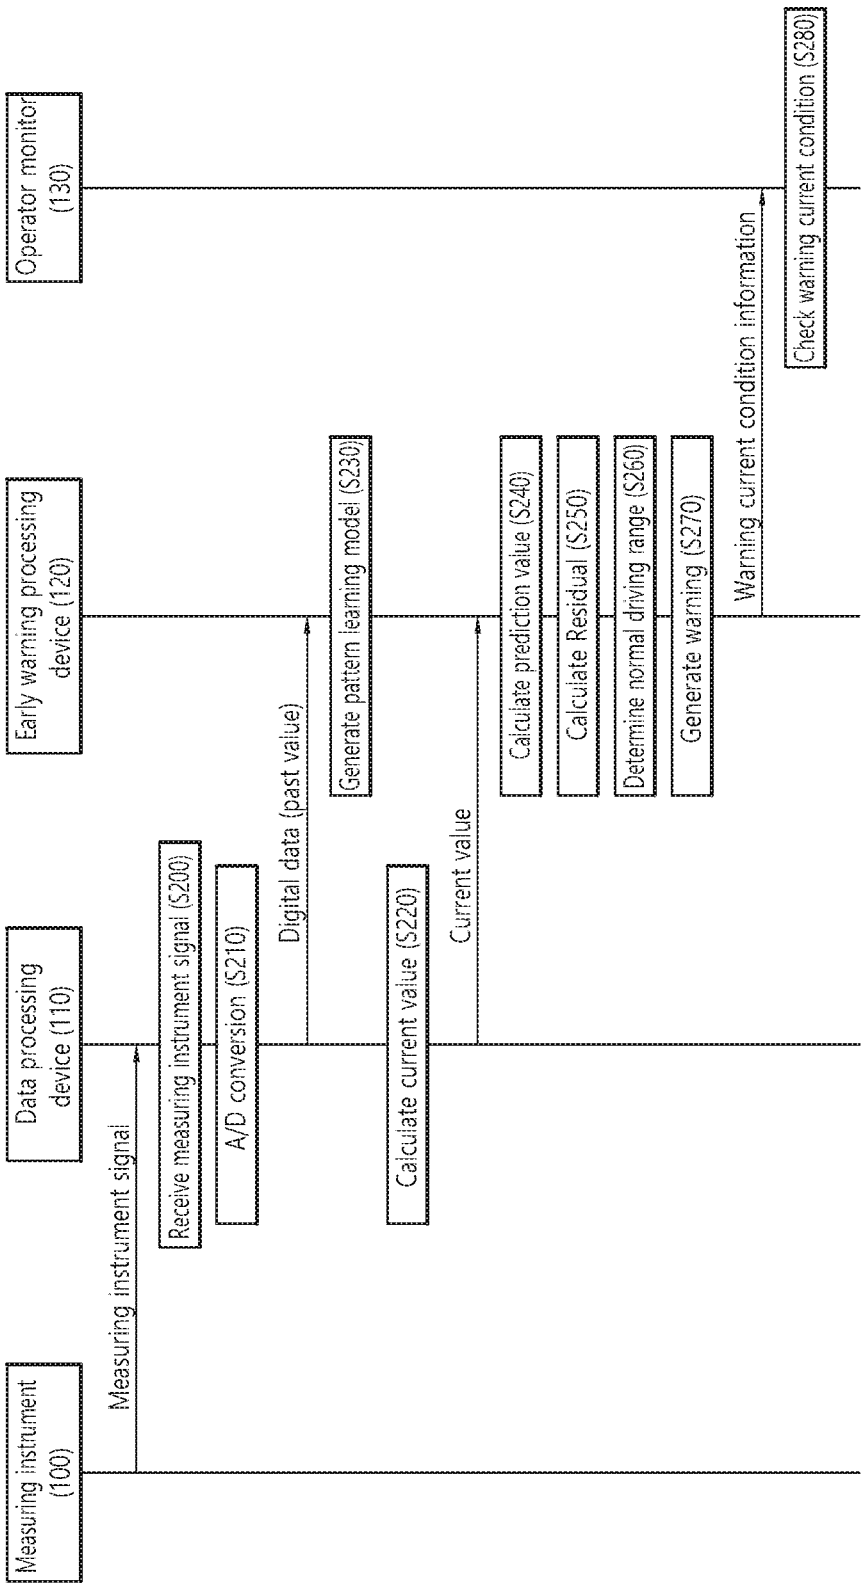 Measuring instrument
(100)
Data processing
device (110)
Early warning processing
device (120)
Operator monitor
(130)
Measuring instrument signal
Receive measuring instrument signal (S200)
A/D conversion (S210)
Digital data (past value)
Generate pattern learning model (S230)
Calculate current value (S220)
Current value
Calculate prediction value (S240)
Calculate Residual (S250)
Determine normal driving range (S260)
Generate warning (S270)
Warning current condition information
Check warning current condition (S280)